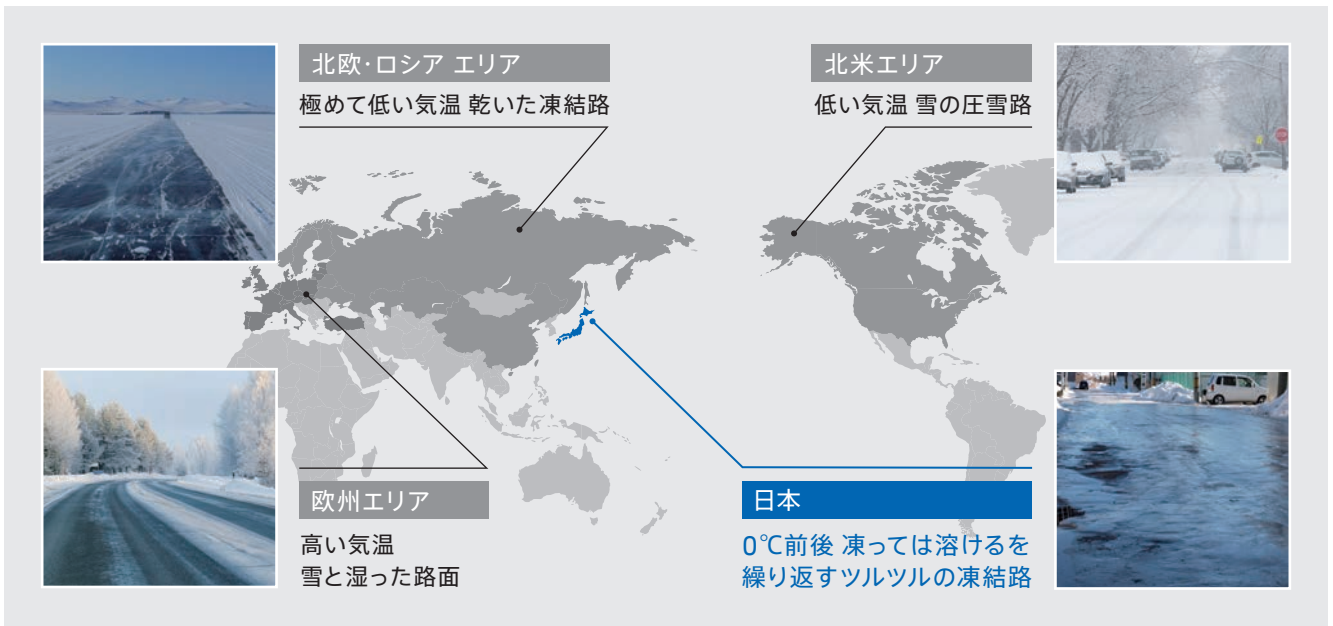 北欧・ロシア エリア
極めて低い気温 乾いた凍結路
北米エリア
低い気温 雪の圧雪路
欧州エリア
高い気温
雪と湿った路面
日本
0℃前後 凍っては溶けるを
繰り返すツルツルの凍結路